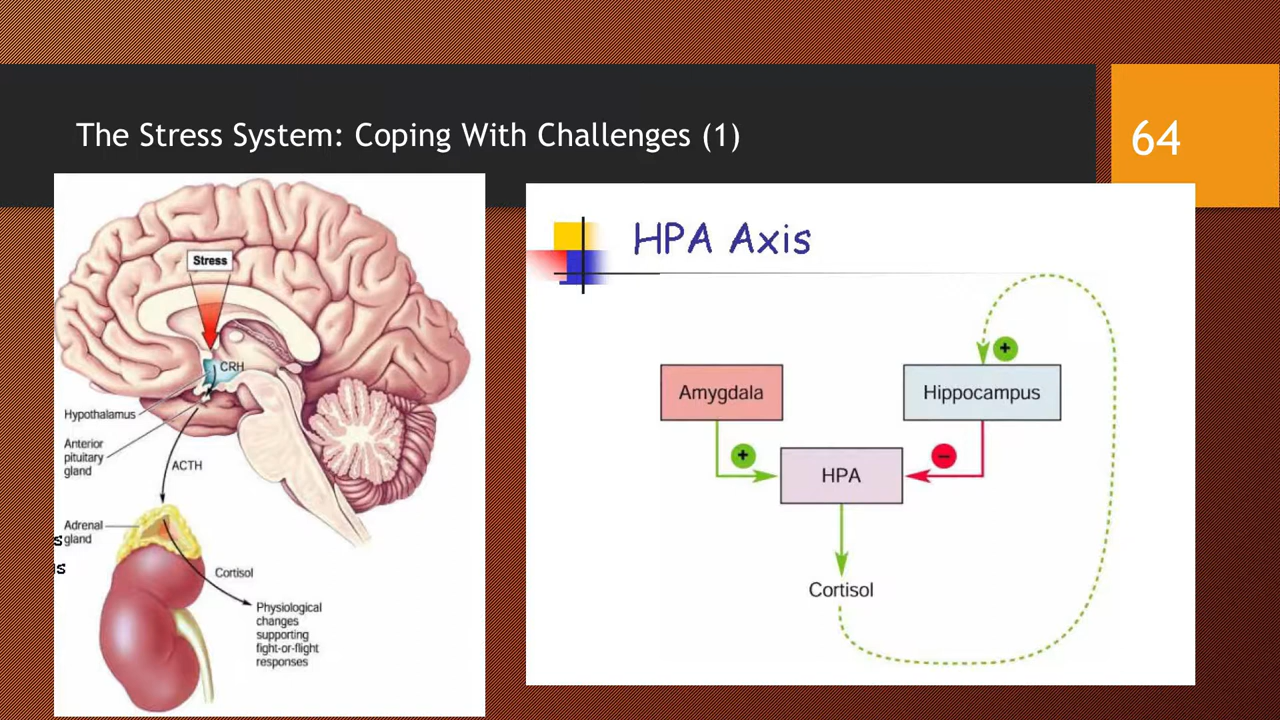 The Stress System: Coping With Challenges (1)
64
Stress
CRH
Hypothalamus
Anterior
pituitary
gland
ACTH
Adrenal
gland
s
is
Cortisol
Physiological
changes
supporting
fight-or-flight
responses
HPA Axis
+
Amygdala
Hippocampus
+
−
HPA
Cortisol